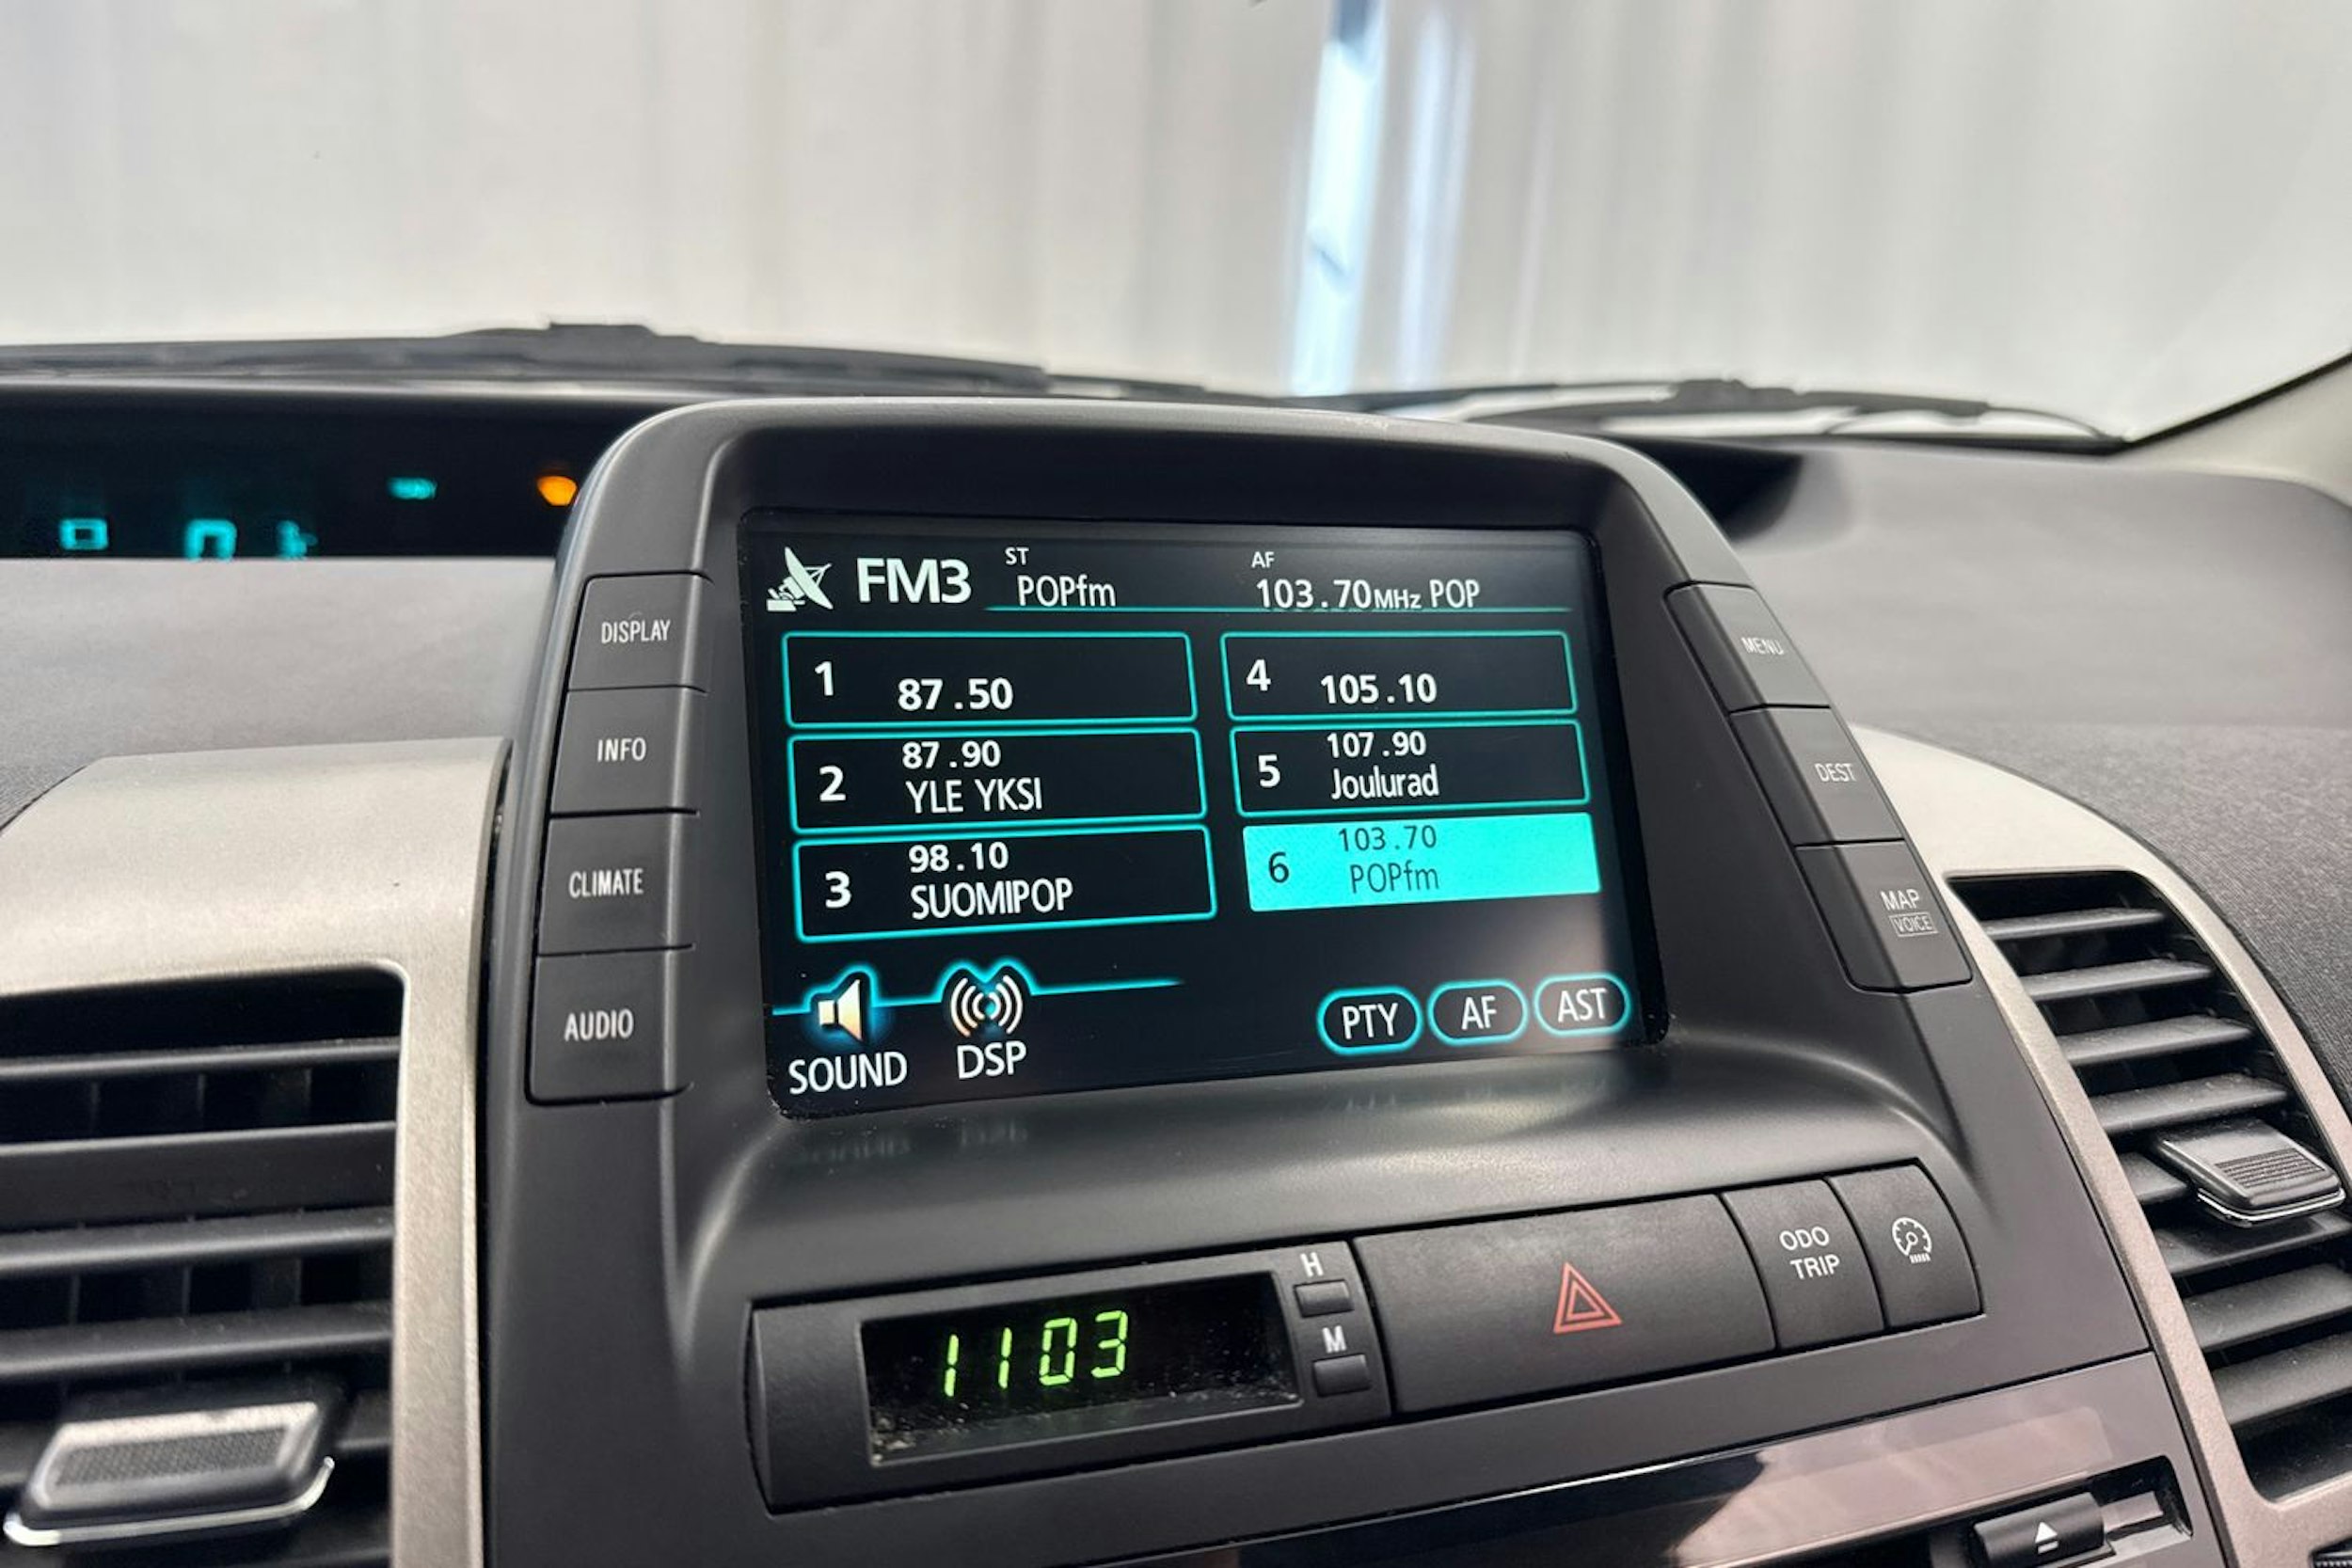 FM3
ST
POPfm
AF
103.70MHz POP
1
87.50
2
87.90
YLE YKSI
3
98.10
SUOMIPOP
4
105.10
5
107.90
Joulurad
6
103.70
POPfm
SOUND
DSP
PTY AF AST
DISPLAY
INFO
CLIMATE
AUDIO
MENU
DEST
MAP
VOICE
1103
H
M
ODO
TRIP